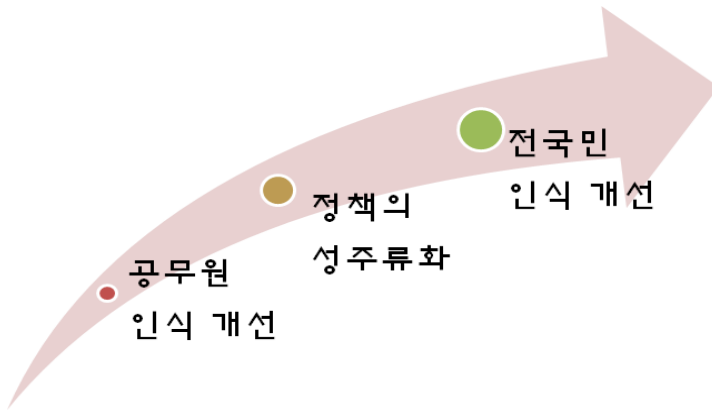 공무원
인식 개선
정책의
성주류화
전국민
인식 개선